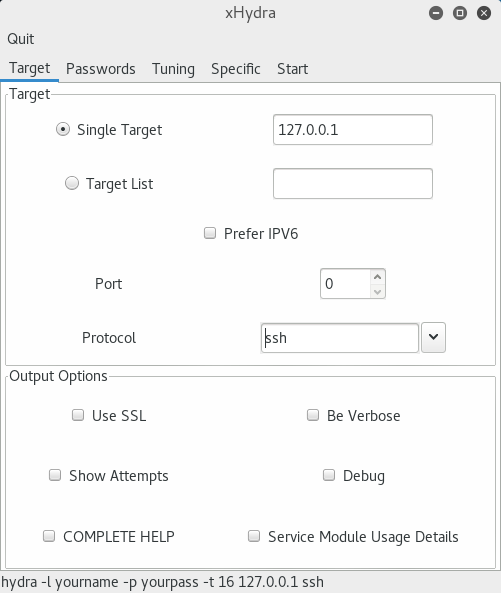 xHydra
Quit
Target Passwords Tuning Specific Start
Target
Single Target 127.0.0.1
Target List
Prefer IPV6
Port 0
Protocol ssh
Output Options
Use SSL Be Verbose
Show Attempts Debug
COMPLETE HELP Service Module Usage Details
hydra -l yourname -p yourpass -t 16 127.0.0.1 ssh